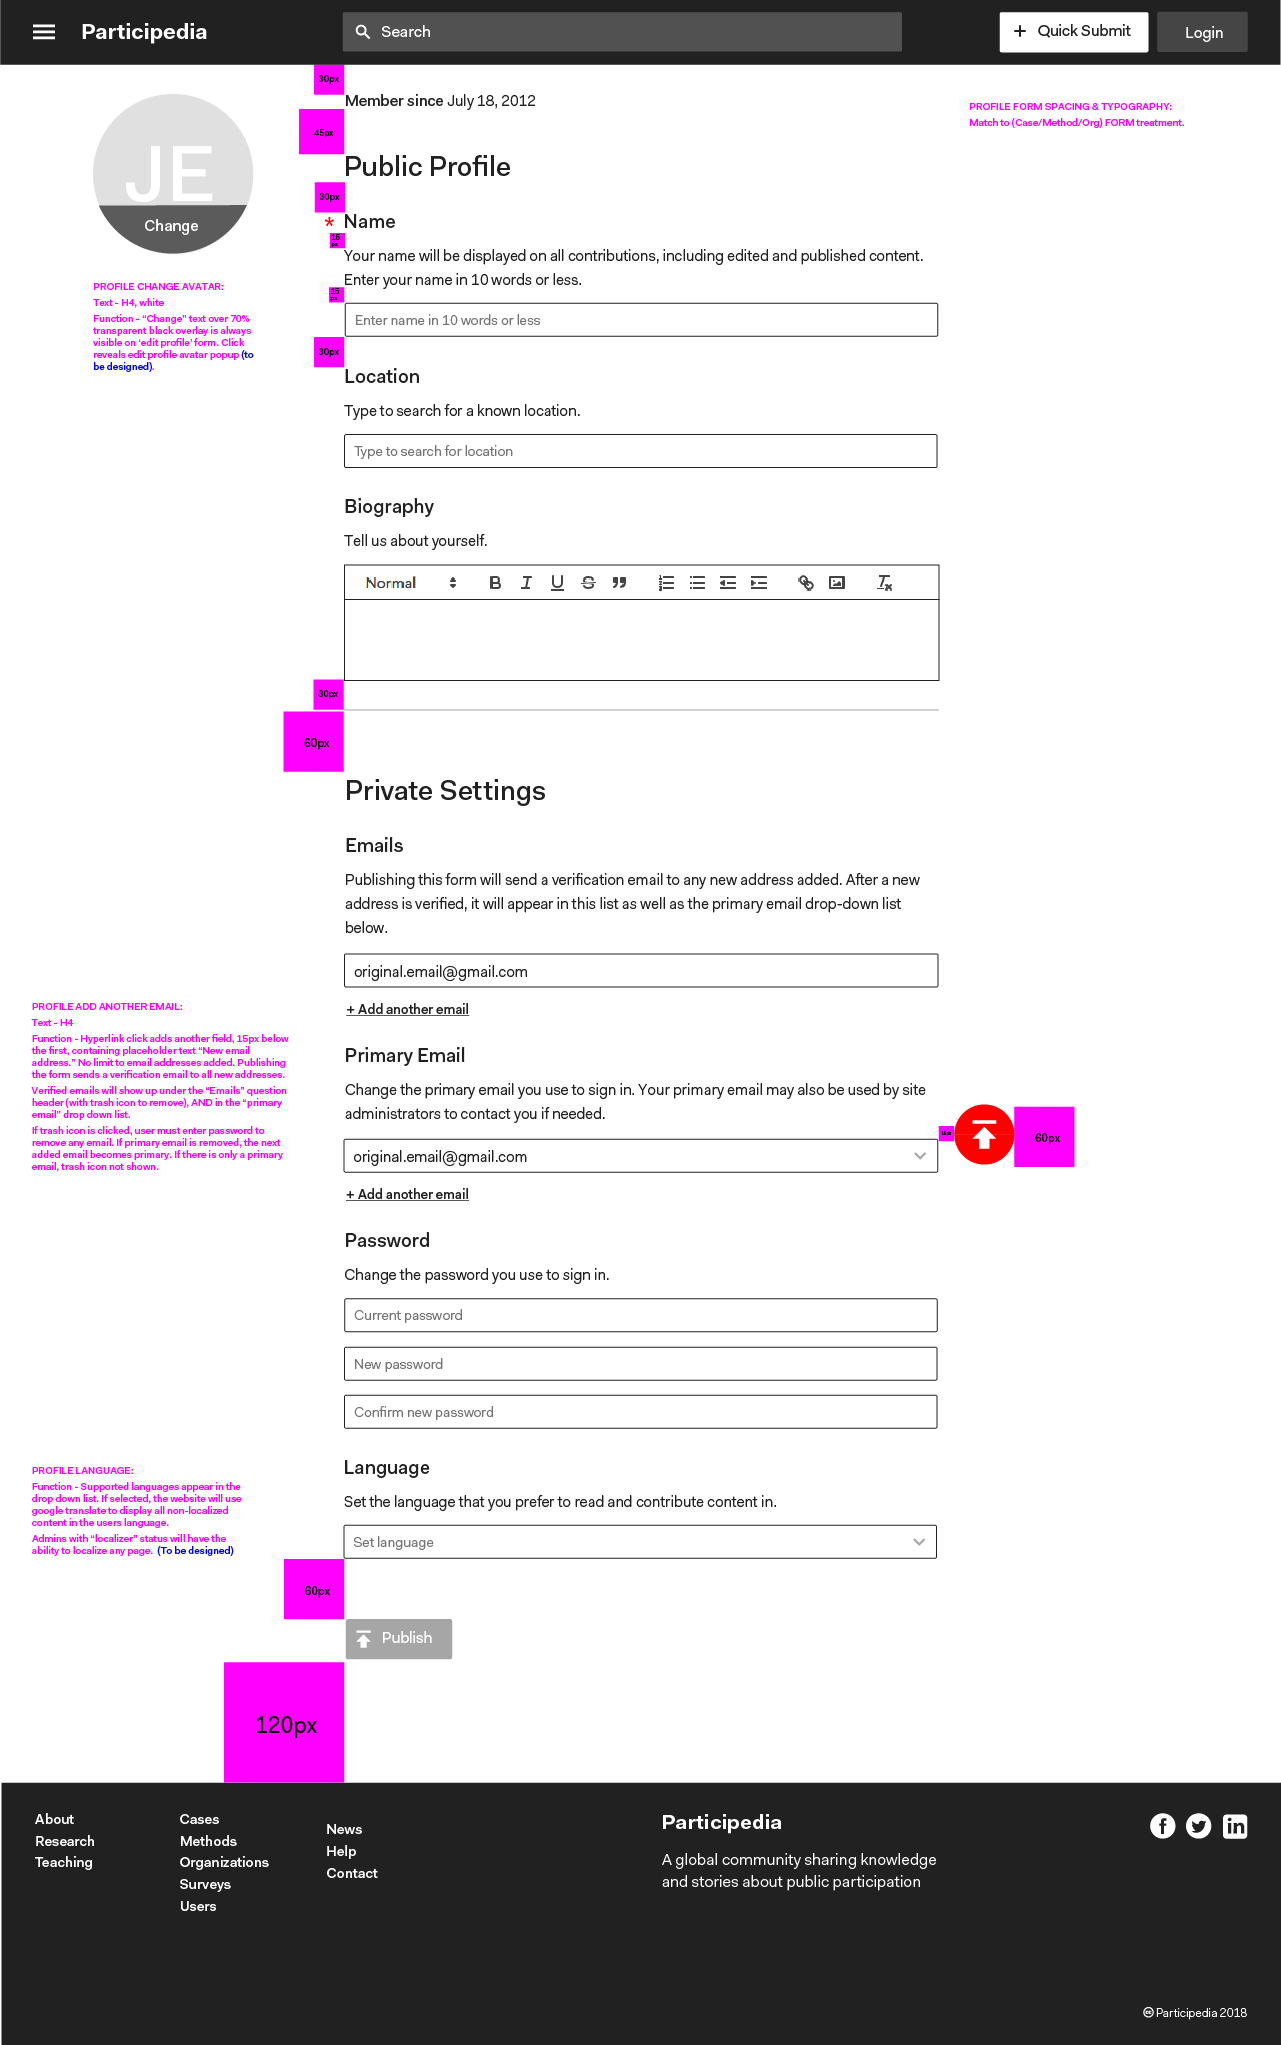 Participedia
Search
+ Quick Submit
Login
30px
Member since July 18, 2012
PROFILE FORM SPACING & TYPOGRAPHY:
Match to (Case/Method/Org) FORM treatment.
45px
JE
Change
Public Profile
30px
* Name
15
px
Your name will be displayed on all contributions, including edited and published content.
Enter your name in 10 words or less.
15
px
Enter name in 10 words or less
PROFILE CHANGE AVATAR:
Text - H4, white
Function - “Change” text over 70%
transparent black overlay is always
visible on ‘edit profile’ form. Click
reveals edit profile avatar popup (to
be designed).
30px
Location
Type to search for a known location.
Type to search for location
Biography
Tell us about yourself.
Normal
30px
60px
Private Settings
Emails
Publishing this form will send a verification email to any new address added. After a new
address is verified, it will appear in this list as well as the primary email drop-down list
below.
original.email@gmail.com
+ Add another email
PROFILE ADD ANOTHER EMAIL:
Text - H4
Function - Hyperlink click adds another field, 15px below
the first, containing placeholder text “New email
address.” No limit to email addresses added. Publishing
the form sends a verification email to all new addresses.
Verified emails will show up under the “Emails” question
header (with trash icon to remove), AND in the “primary
email” drop down list.
If trash icon is clicked, user must enter password to
remove any email. If primary email is removed, the next
added email becomes primary. If there is only a primary
email, trash icon not shown.
Primary Email
Change the primary email you use to sign in. Your primary email may also be used by site
administrators to contact you if needed.
original.email@gmail.com
60px
+ Add another email
Password
Change the password you use to sign in.
Current password
New password
Confirm new password
PROFILE LANGUAGE:
Function - Supported languages appear in the
drop down list. If selected, the website will use
google translate to display all non-localized
content in the users language.
Admins with “localizer” status will have the
ability to localize any page. (To be designed)
Language
Set the language that you prefer to read and contribute content in.
Set language
60px
Publish
120px
About
Research
Teaching
Cases
Methods
Organizations
Surveys
Users
News
Help
Contact
Participedia
A global community sharing knowledge
and stories about public participation
Participedia 2018